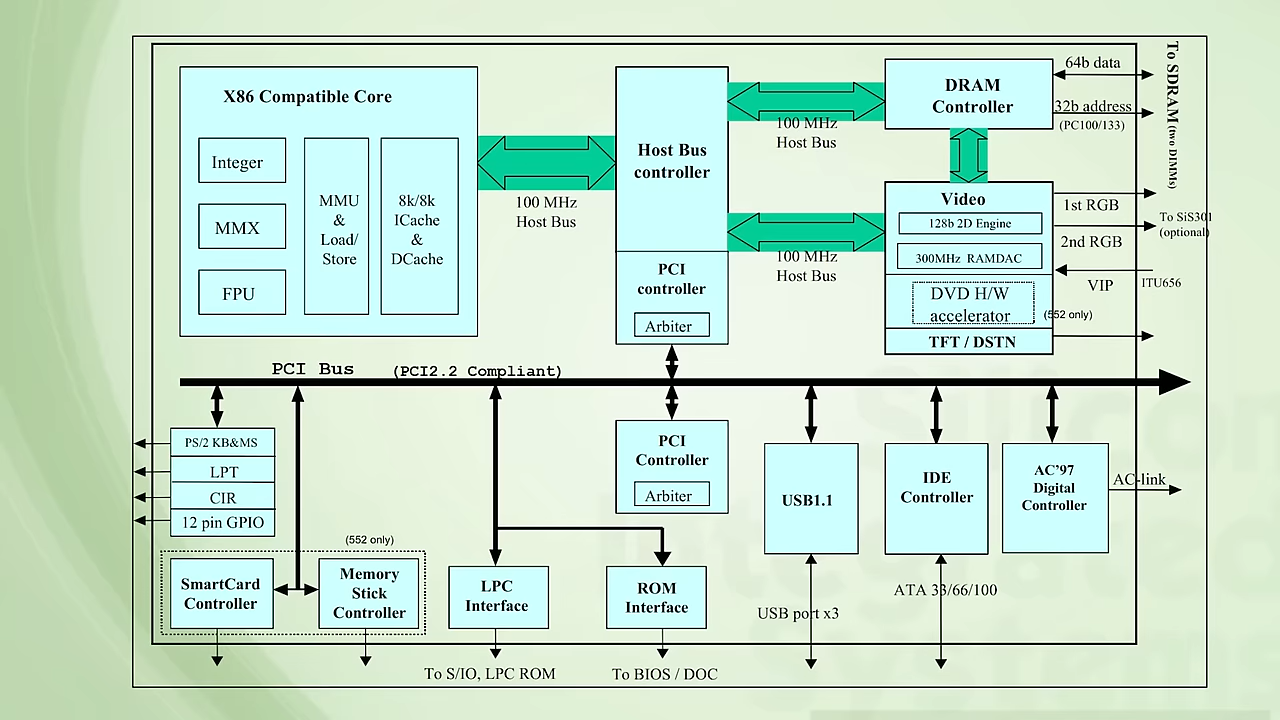 X86 Compatible Core
Integer
MMX
FPU
MMU
&
Load/
Store
8k/8k
ICache
&
DCache
100 MHz
Host Bus
Host Bus
controller
PCI
controller
Arbiter
100 MHz
Host Bus
100 MHz
Host Bus
DRAM
Controller
64b data
32b address
(PC100/133)
To SDRAM (two DIMMs)
Video
128b 2D Engine
300MHz RAMDAC
DVD H/W
accelerator
(552 only)
TFT / DSTN
1st RGB
To SiS301
(optional)
2nd RGB
VIP
ITU656
PCI Bus (PCI2.2 Compliant)
PS/2 KB&MS
LPT
CIR
12 pin GPIO
(552 only)
SmartCard
Controller
Memory
Stick
Controller
LPC
Interface
ROM
Interface
To S/IO, LPC ROM
To BIOS / DOC
PCI
Controller
Arbiter
USB1.1
USB port x3
IDE
Controller
ATA 33/66/100
AC'97
Digital
Controller
AC-link